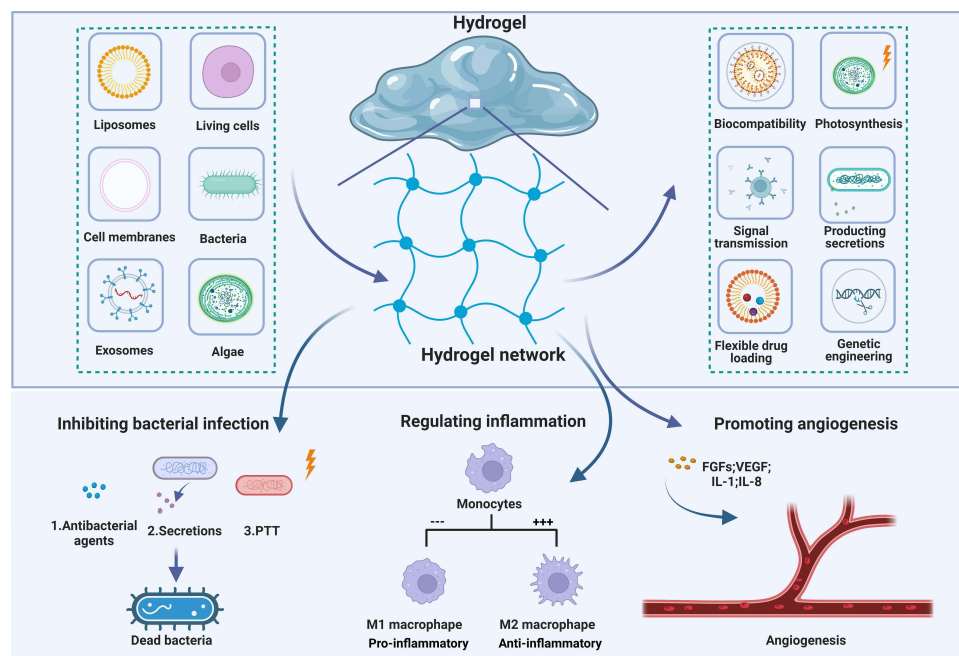 Hydrogel
Liposomes
Living cells
Cell membranes
Bacteria
Exosomes
Algae
Hydrogel network
Biocompatibility
Photosynthesis
Signal
transmission
Producting
secretions
Flexible drug
loading
Genetic
engineering
Inhibiting bacterial infection
1.Antibacterial
agents
2.Secretions
3.PTT
Dead bacteria
Regulating inflammation
Monocytes
---
+++
M1 macrophape
Pro-inflammatory
M2 macrophape
Anti-inflammatory
Promoting angiogenesis
FGFs;VEGF;
IL-1;IL-8
Angiogenesis